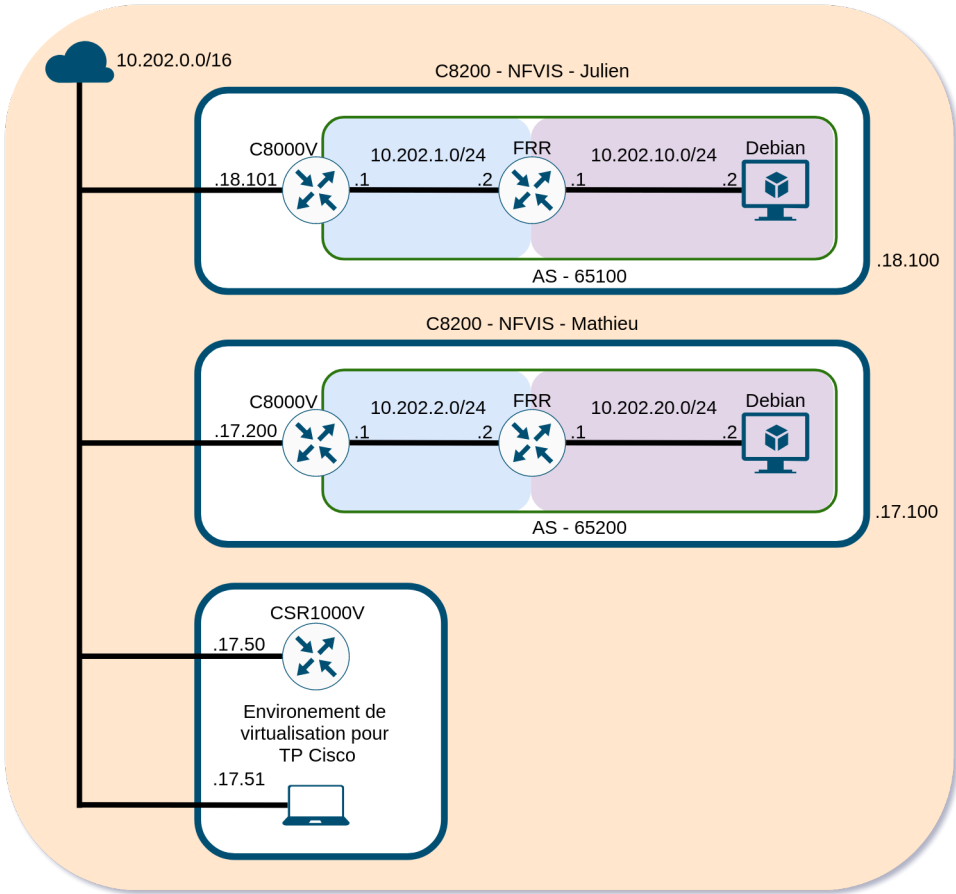 10.202.0.0/16
C8200 - NFVIS - Julien
C8000V
FRR
Debian
10.202.1.0/24
10.202.10.0/24
.18.101
.1
.2
.1
.2
AS - 65100
.18.100
C8200 - NFVIS - Mathieu
C8000V
FRR
Debian
10.202.2.0/24
10.202.20.0/24
.17.200
.1
.2
.1
.2
AS - 65200
.17.100
CSR1000V
.17.50
Environement de
virtualisation pour
TP Cisco
.17.51